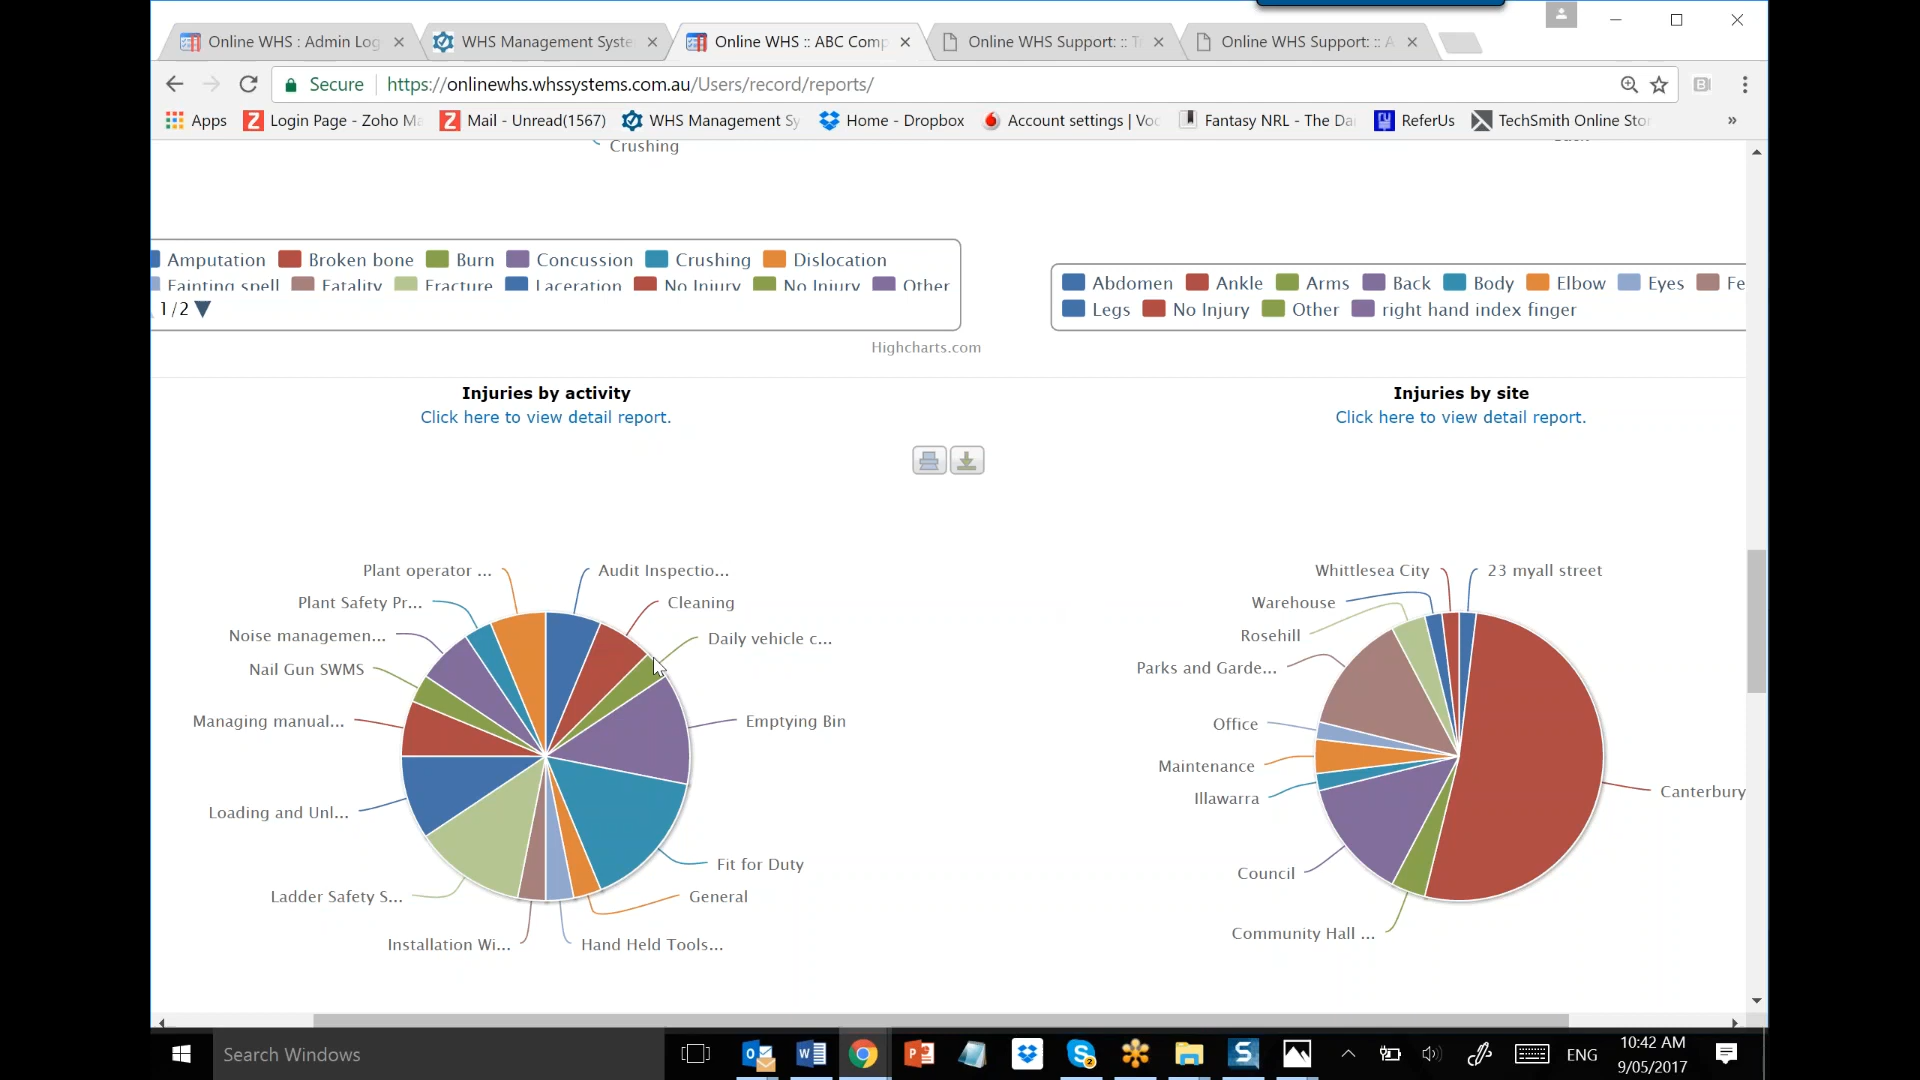 Online WHS : Admin Log
WHS Management Syste
Online WHS :: ABC Comp
Online WHS Support: :: T
Online WHS Support: :: A
Secure
https://onlinewhs.whssystems.com.au/Users/record/reports/
Apps
Login Page - Zoho Ma
Mail - Unread(1567)
WHS Management Sy
Home - Dropbox
Account settings | Vo
Fantasy NRL - The Da
ReferUs
TechSmith Online Sto
»
Crushing
Amputation Broken bone Burn Concussion Crushing Dislocation
Fainting spell Fatality Fracture Laceration No Injury No Injury Other
1/2
Abdomen Ankle Arms Back Body Elbow Eyes Fe
Legs No Injury Other right hand index finger
Highcharts.com
Injuries by activity
Click here to view detail report.
Injuries by site
Click here to view detail report.
Plant operator ...
Audit Inspectio...
Plant Safety Pr...
Cleaning
Noise managemen...
Daily vehicle c...
Nail Gun SWMS
Managing manual...
Emptying Bin
Loading and Unl...
Fit for Duty
Ladder Safety S...
General
Installation Wi...
Hand Held Tools...
Whittlesea City
23 myall street
Warehouse
Rosehill
Parks and Garde...
Office
Maintenance
Canterbury
Illawarra
Council
Community Hall ...
Search Windows
ENG
10:42 AM
9/05/2017